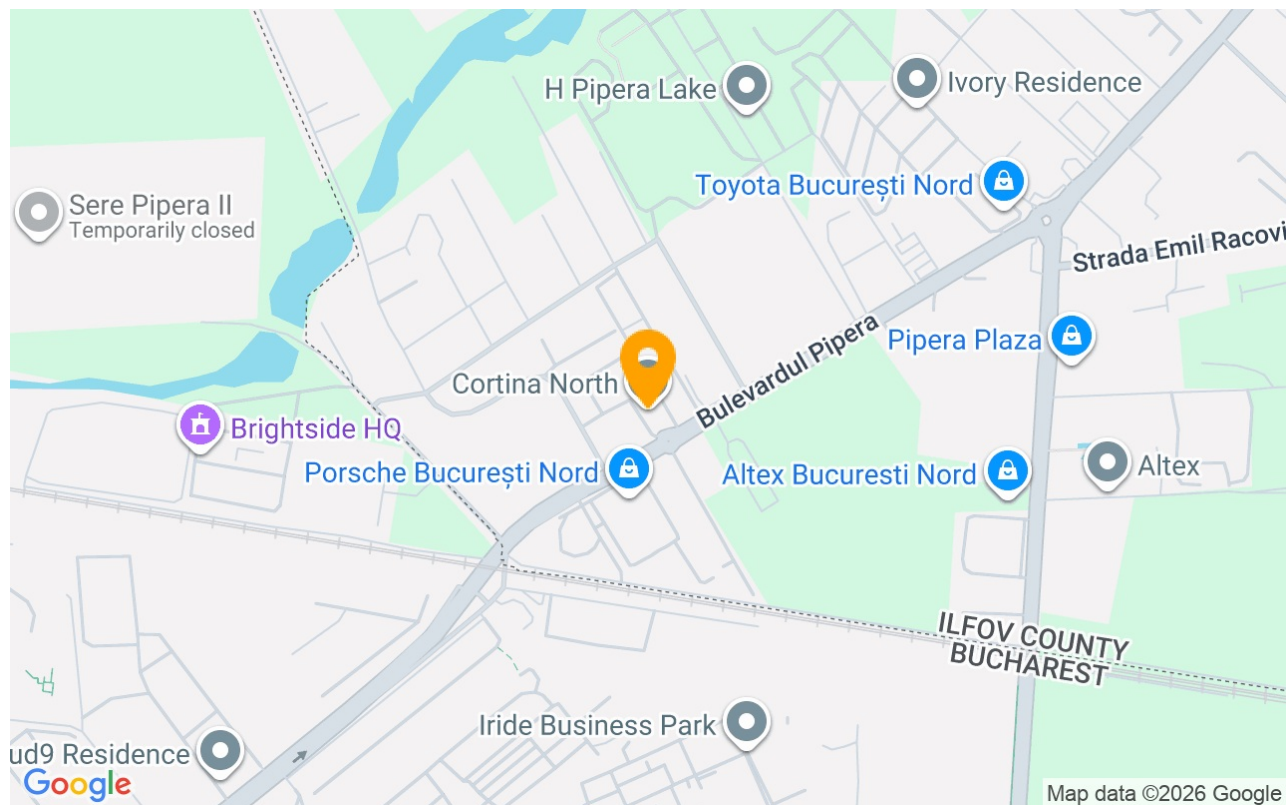 H Pipera Lake
Ivory Residence
Toyota București Nord
Sere Pipera II
Temporarily closed
Strada Emil Racovi
Bulevardul Pipera
Pipera Plaza
Cortina North
Brightside HQ
Porsche București Nord
Altex Bucuresti Nord
Altex
ILFOV COUNTY
BUCHAREST
Iride Business Park
ud9 Residence
Google
Map data ©2026 Google